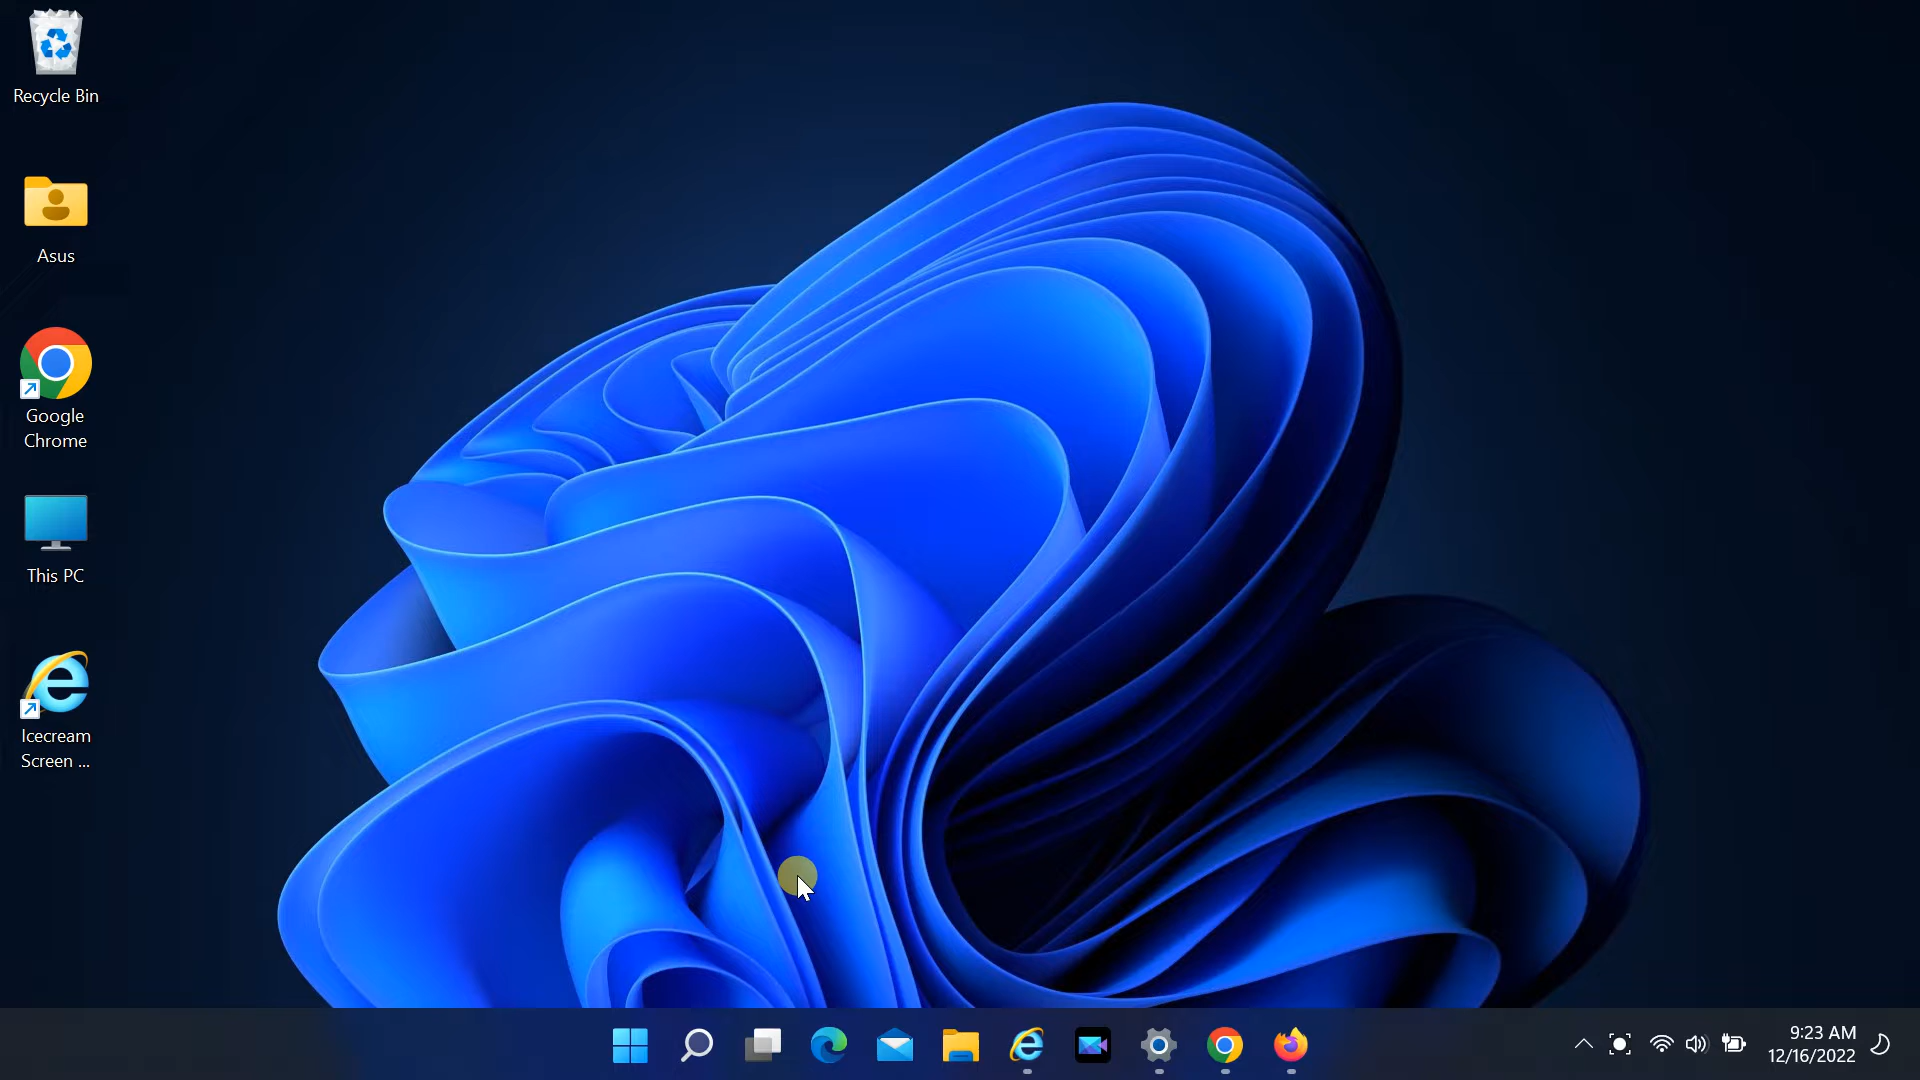 Recycle Bin
Asus
Google
Chrome
This PC
Icecream
Screen ...
9:23 AM
12/16/2022